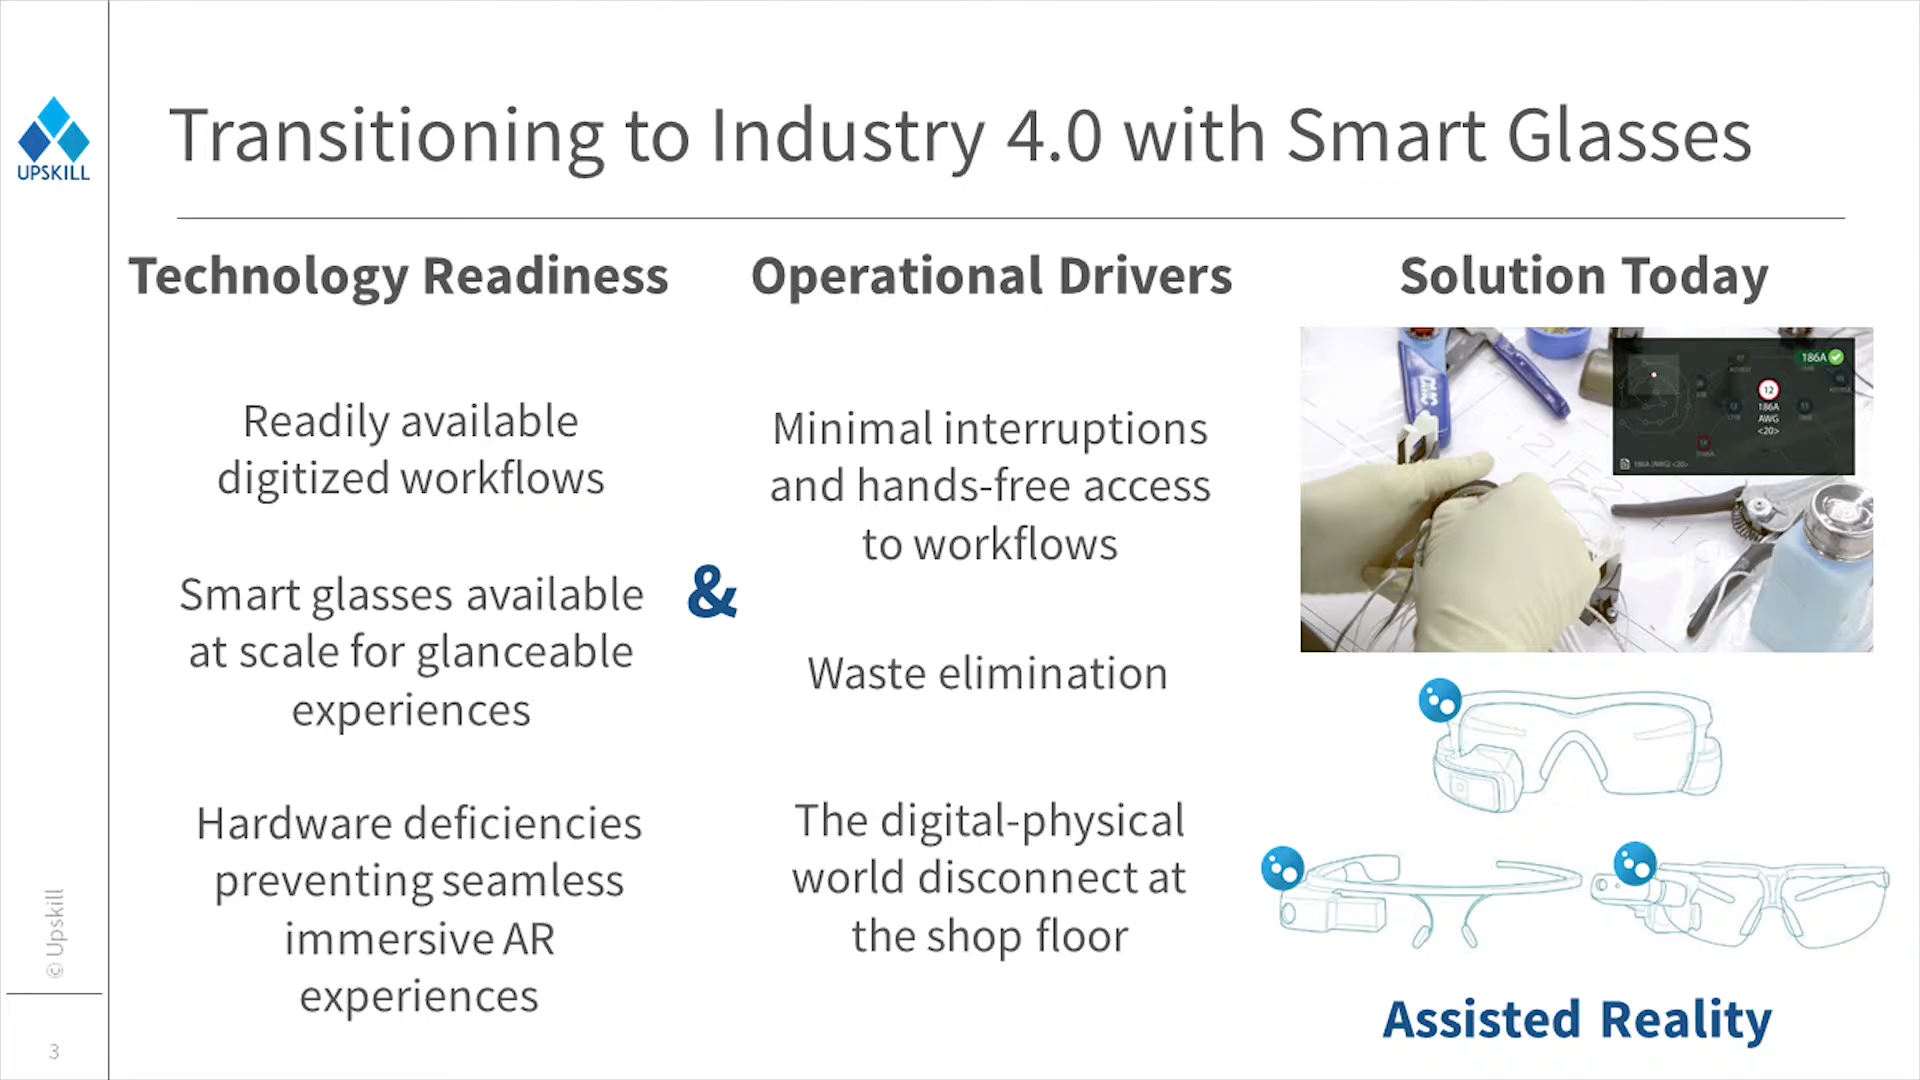 UPSKILL
Transitioning to Industry 4.0 with Smart Glasses
Technology Readiness
Readily available
digitized workflows
Smart glasses available
at scale for glanceable
experiences
Hardware deficiencies
preventing seamless
immersive AR
experiences
&
Operational Drivers
Minimal interruptions
and hands-free access
to workflows
Waste elimination
The digital-physical
world disconnect at
the shop floor
Solution Today
186A
12
186A
AWG
<20>
186A (AWG) <20>
Assisted Reality
© Upskill
3